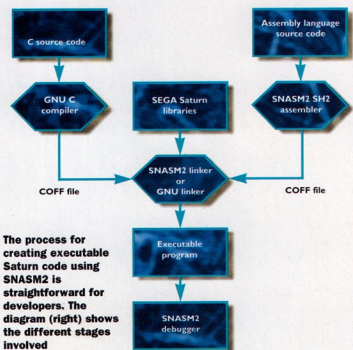 C source code
Assembly language
source code
GNU C
compiler
SEGA Saturn
libraries
SNASM2 SH2
assembler
SNASM2 linker
or
GNU linker
COFF file
COFF file
Executable
program
SNASM2
debugger
The process for
creating executable
Saturn code using
SNASM2 is
straightforward for
developers. The
diagram (right) shows
the different stages
involved